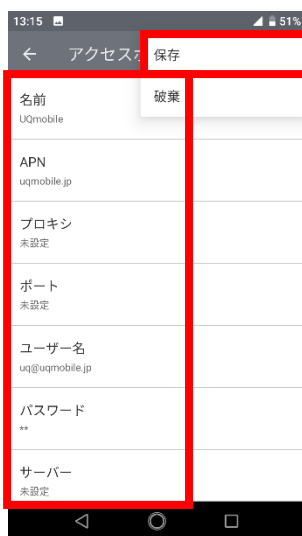 13:15 51%
アクセスホ
保存
破棄
名前
UQmobile
APN
uqmobile.jp
プロキシ
未設定
ポート
未設定
ユーザー名
uq@uqmobile.jp
パスワード
**
サーバー
未設定